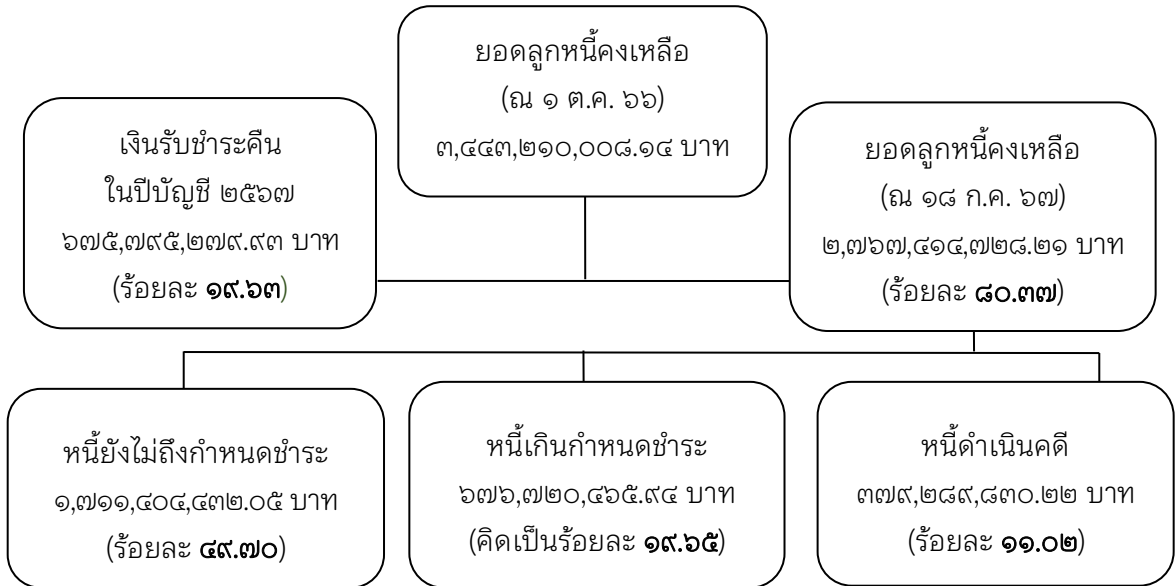 ยอดลูกหนี้คงเหลือ
(ณ ๑ ต.ค. ๖๖)
๓,๔๔๓,๒๑๐,๐๐๘.๑๔ บาท
เงินรับชำระคืน
ในปีบัญชี ๒๕๖๗
๖๗๕,๗๙๕,๒๗๙.๙๓ บาท
(ร้อยละ ๑๙.๖๓)
ยอดลูกหนี้คงเหลือ
(ณ ๑๘ ก.ค. ๖๗)
๒,๗๖๗,๔๑๔,๗๒๘.๒๑ บาท
(ร้อยละ ๘๐.๓๗)
หนี้ยังไม่ถึงกำหนดชำระ
๑,๗๑๑,๔๐๔,๔๓๒.๐๕ บาท
(ร้อยละ ๔๙.๗๐)
หนี้เกินกำหนดชำระ
๖๗๖,๗๒๐,๔๖๕.๙๔ บาท
(คิดเป็นร้อยละ ๑๙.๖๕)
หนี้ดำเนินคดี
๓๗๙,๒๘๙,๘๓๐.๒๒ บาท
(ร้อยละ ๑๑.๐๒)